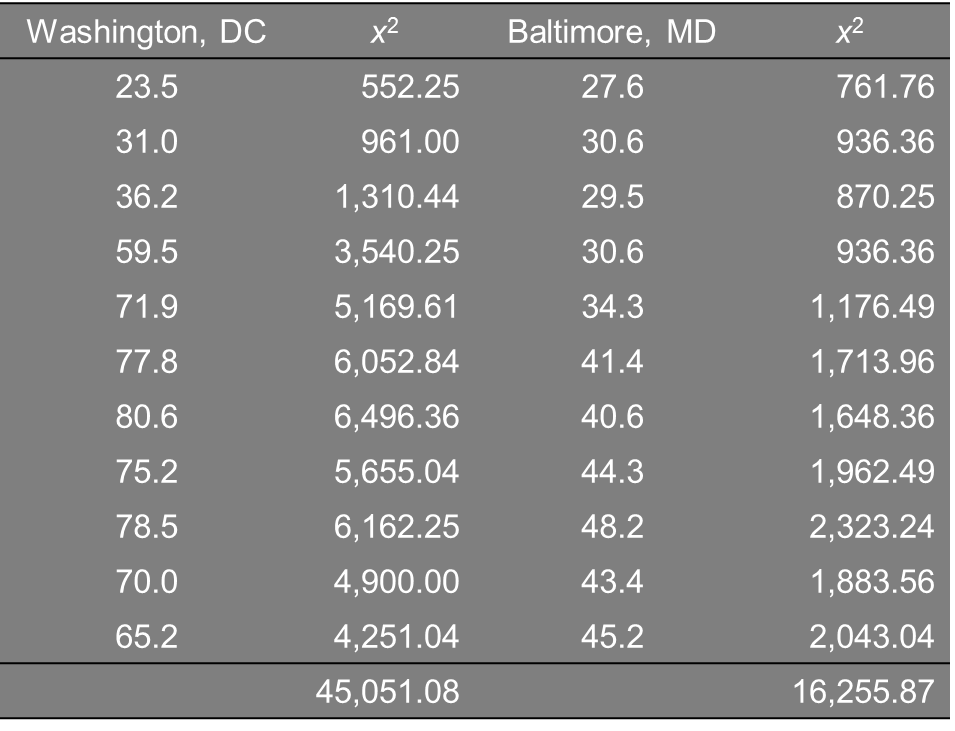 Washington, DC x² Baltimore, MD x²
23.5 552.25 27.6 761.76
31.0 961.00 30.6 936.36
36.2 1,310.44 29.5 870.25
59.5 3,540.25 30.6 936.36
71.9 5,169.61 34.3 1,176.49
77.8 6,052.84 41.4 1,713.96
80.6 6,496.36 40.6 1,648.36
75.2 5,655.04 44.3 1,962.49
78.5 6,162.25 48.2 2,323.24
70.0 4,900.00 43.4 1,883.56
65.2 4,251.04 45.2 2,043.04
45,051.08 16,255.87